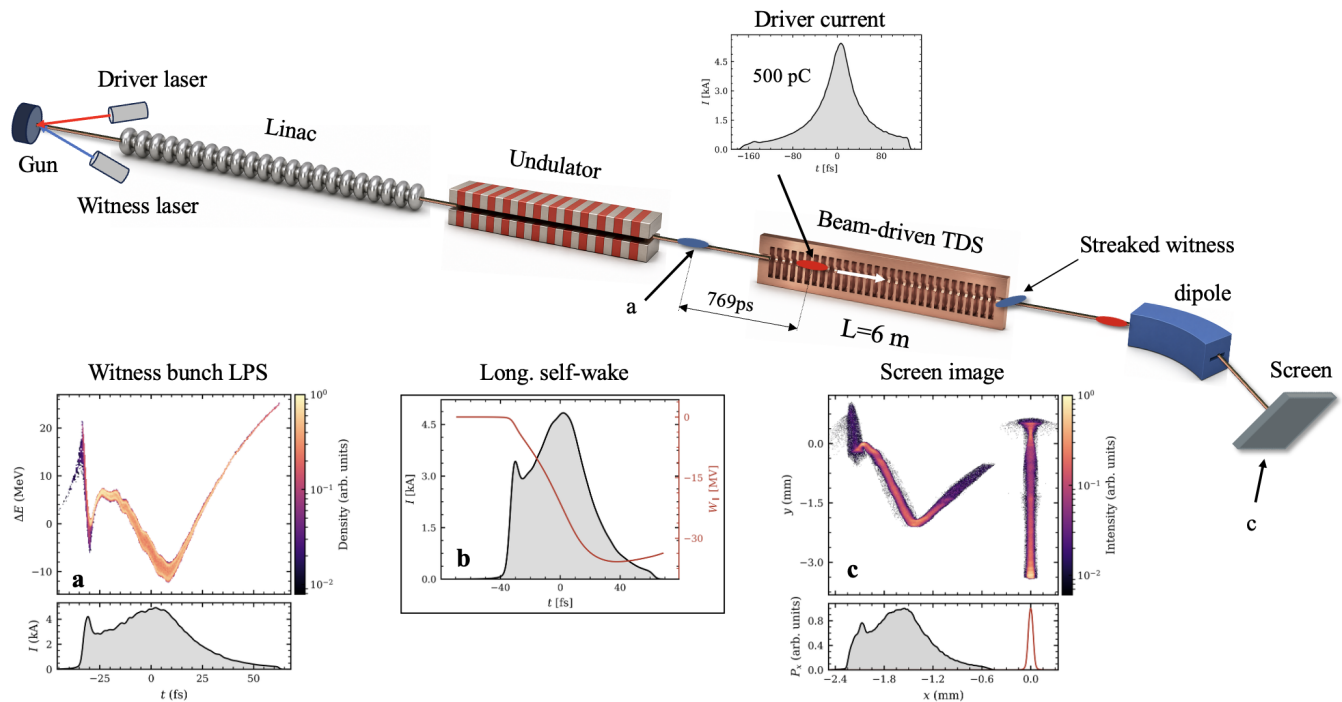 Driver current
500 pC
I [kA]
4.5
3.0
1.5
0.0
−160
−80
0
80
t [fs]
Driver laser
Linac
Gun
Witness laser
Undulator
Beam-driven TDS
Streaked witness
dipole
a
769ps
L=6 m
Screen
c
Witness bunch LPS
ΔE (MeV)
20
10
0
−10
a
10⁰
10⁻¹
10⁻²
Density (arb. units)
I (kA)
4
2
0
−25
0
25
50
t (fs)
Long. self-wake
I [kA]
4.5
3.0
1.5
0.0
b
−40
0
40
t [fs]
0
−15
−30
W∥ [MV]
Screen image
y (mm)
0.0
−1.5
−3.0
c
10⁰
10⁻¹
10⁻²
Intensity (arb. units)
Pₓ (arb. units)
0.8
0.4
0.0
−2.4
−1.8
−1.2
−0.6
0.0
x (mm)